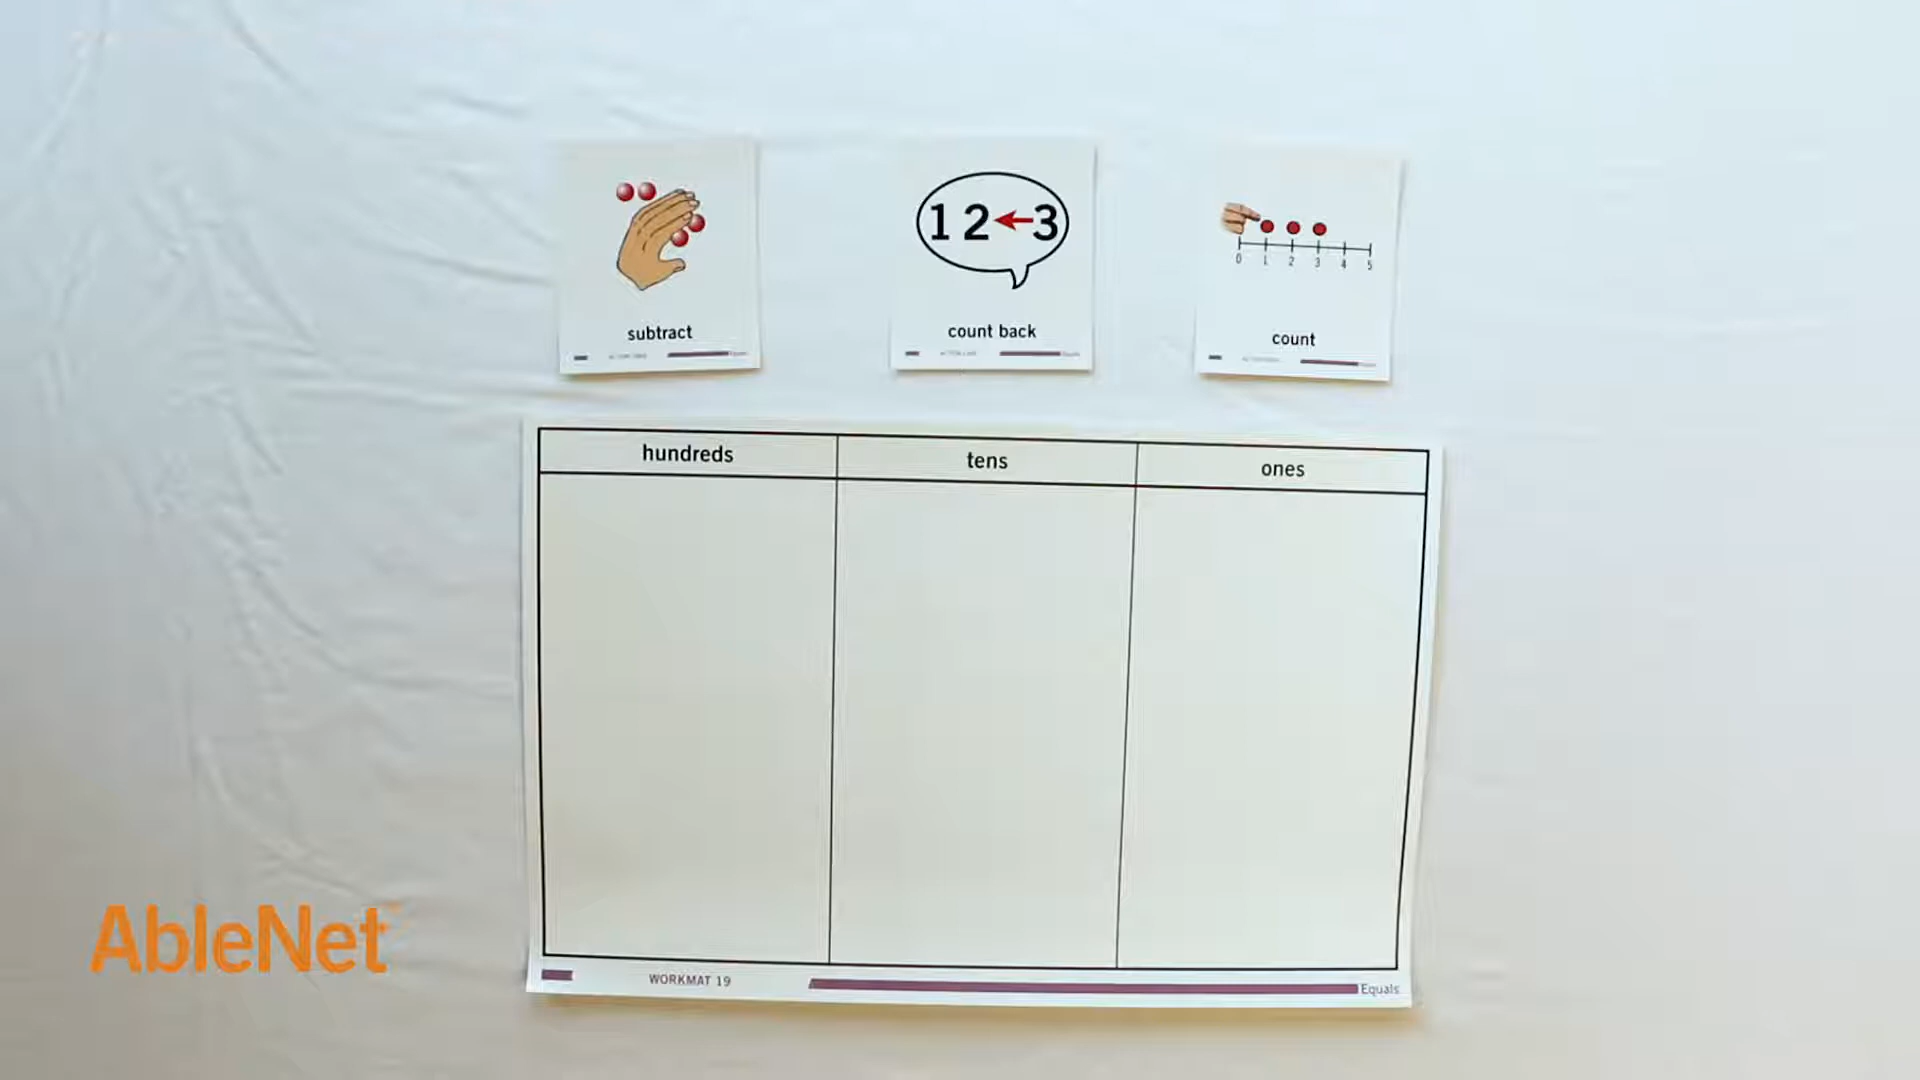 1 2 3
0 1 2 3 4 5
subtract
count back
count
hundreds
tens
ones
WORKMAT 19
Equals
AbleNet